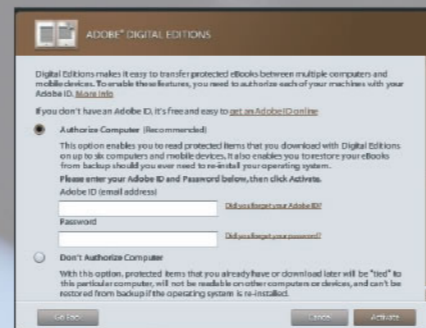 ADOBE® DIGITAL EDITIONS
Digital Editions makes it easy to transfer protected eBooks between multiple computers and
mobile devices. To enable these features, you need to authorize each of your machines with your
Adobe ID. More Info
If you don't have an Adobe ID, it's free and easy to get an Adobe ID online
Authorize Computer (Recommended)
This option enables you to read protected items that you download with Digital Editions
on up to six computers and mobile devices. It also enables you to restore your eBooks
from backup should you ever need to re-install your operating system.
Please enter your Adobe ID and Password below, then click Activate.
Adobe ID (email address)
Did you forget your Adobe ID?
Password
Did you forget your password?
Don't Authorize Computer
With this option, protected items that you already have or download later will be "tied" to
this particular computer, will not be readable on other computers or devices, and can't be
restored from backup if the operating system is re-installed.
Go Back
Cancel
Activate